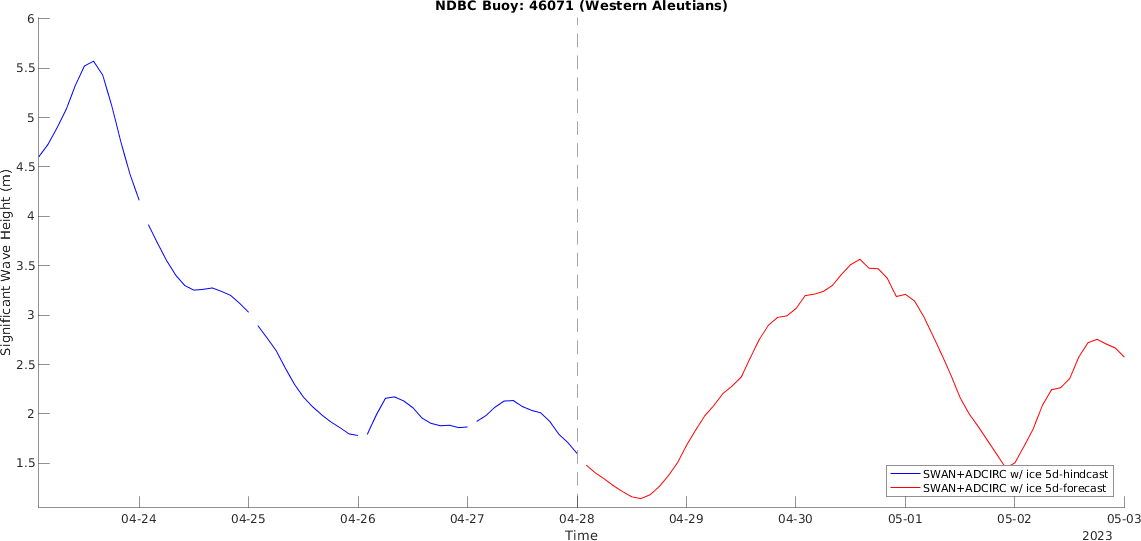 NDBC Buoy: 46071 (Western Aleutians)
6
5.5
5
4.5
4
3.5
3
2.5
2
1.5
Significant Wave Height (m)
SWAN+ADCIRC w/ ice 5d-hindcast
SWAN+ADCIRC w/ ice 5d-forecast
04-24 04-25 04-26 04-27 04-28 04-29 04-30 05-01 05-02 05-03
Time
2023